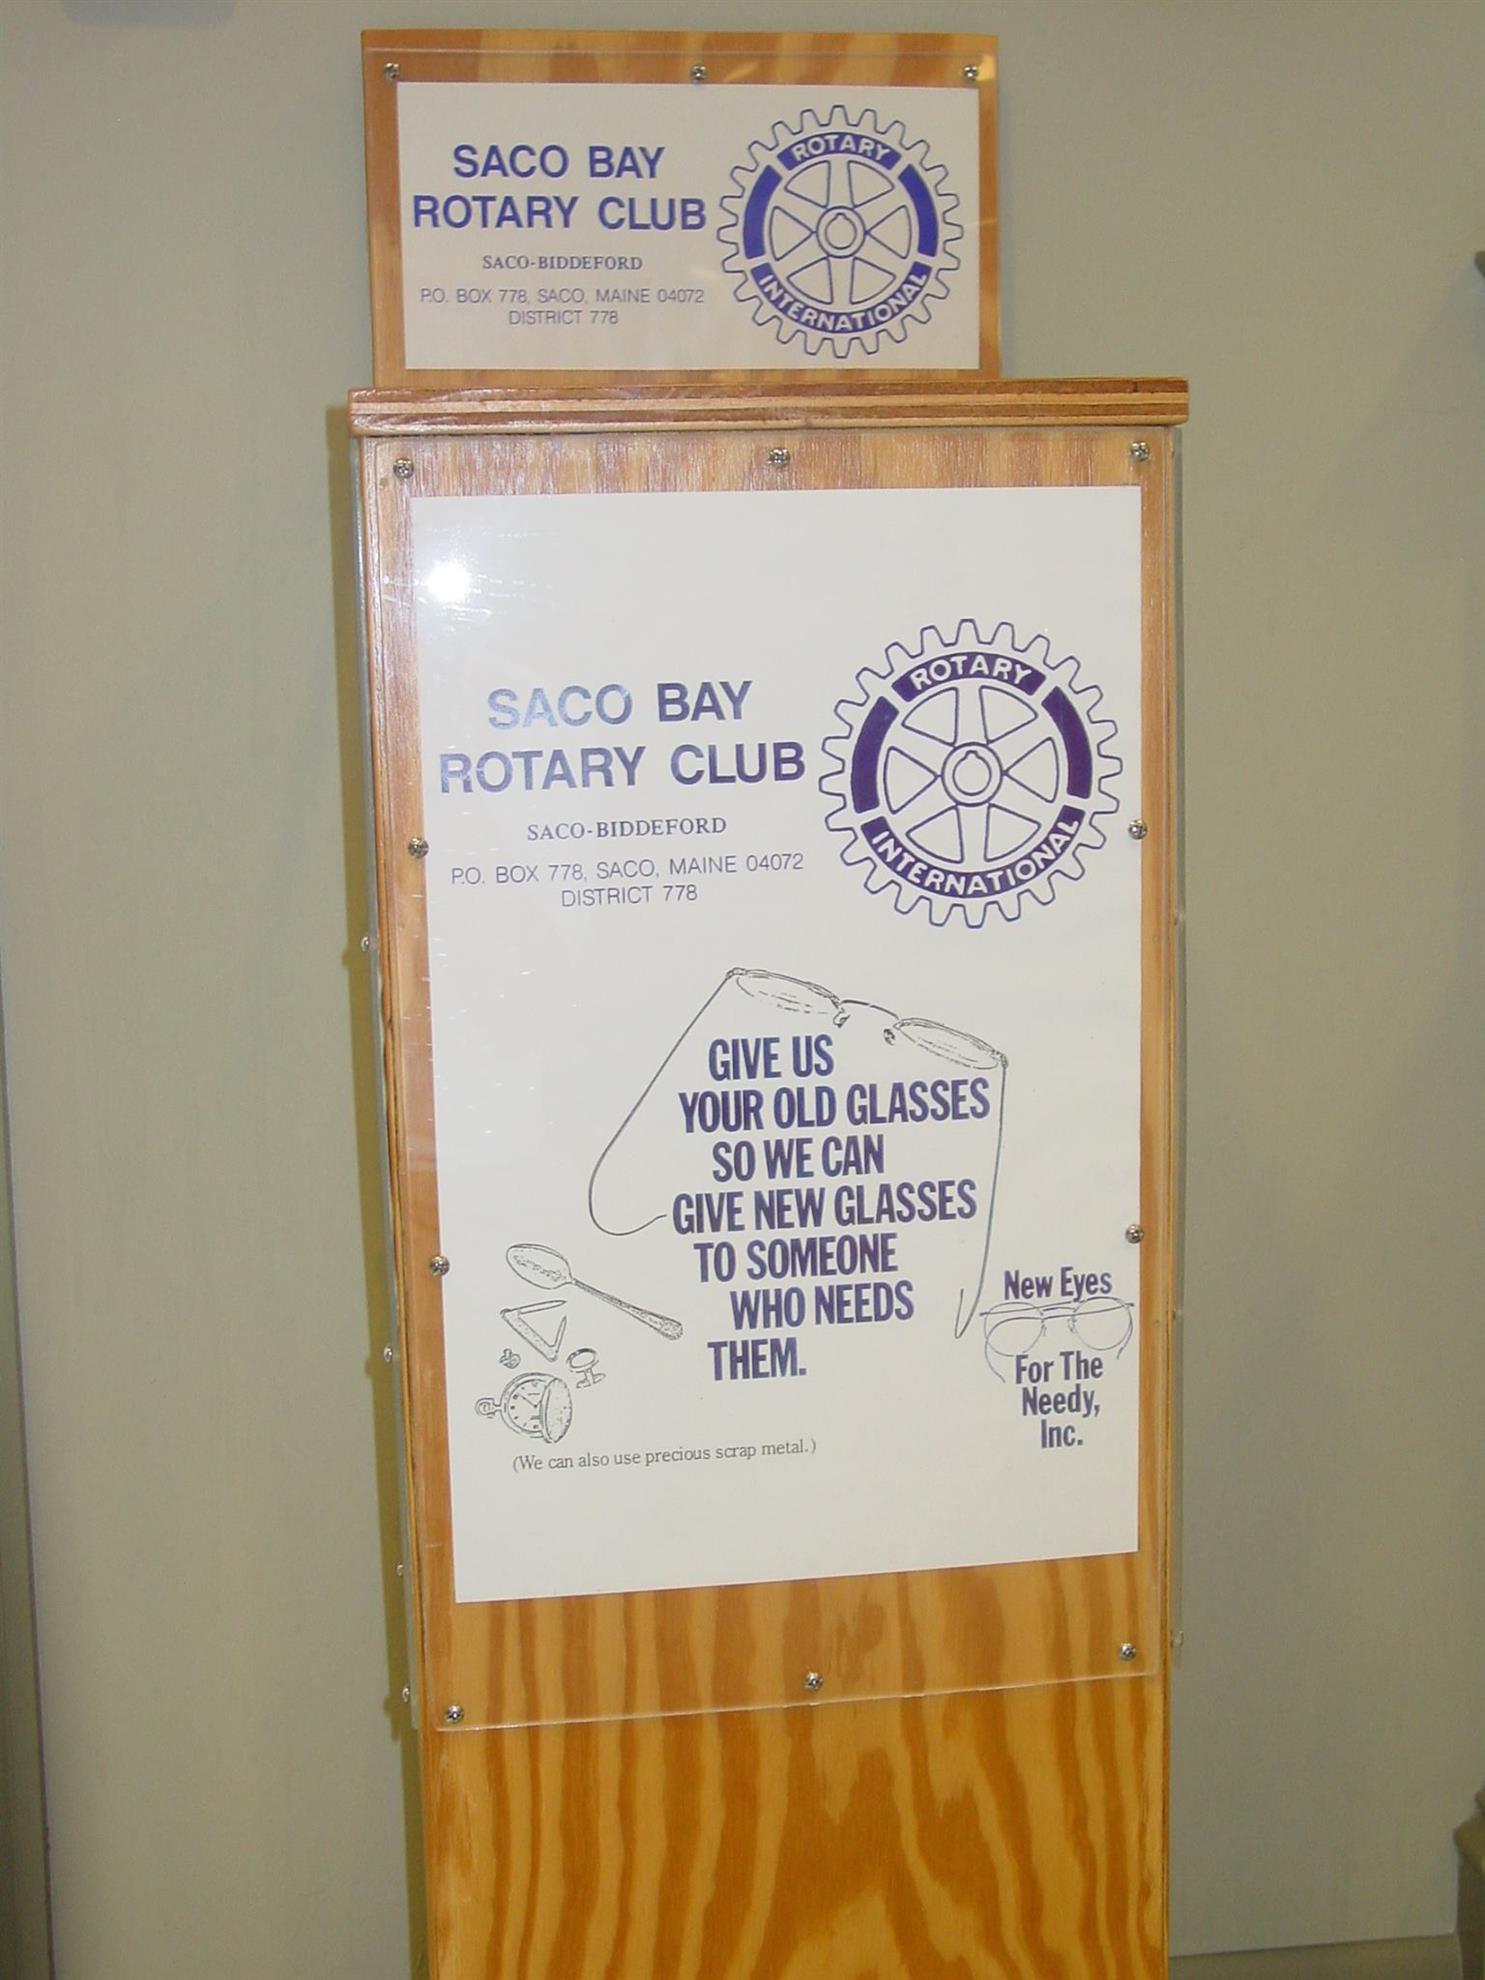 SACO BAY
ROTARY CLUB
SACO-BIDDEFORD
P.O. BOX 778, SACO, MAINE 04072
DISTRICT 778
ROTARY
INTERNATIONAL
SACO BAY
ROTARY CLUB
SACO-BIDDEFORD
P.O. BOX 778, SACO, MAINE 04072
DISTRICT 778
ROTARY
INTERNATIONAL
GIVE US
YOUR OLD GLASSES
SO WE CAN
GIVE NEW GLASSES
TO SOMEONE
WHO NEEDS
THEM.
New Eyes
For The
Needy,
Inc.
(We can also use precious scrap metal.)